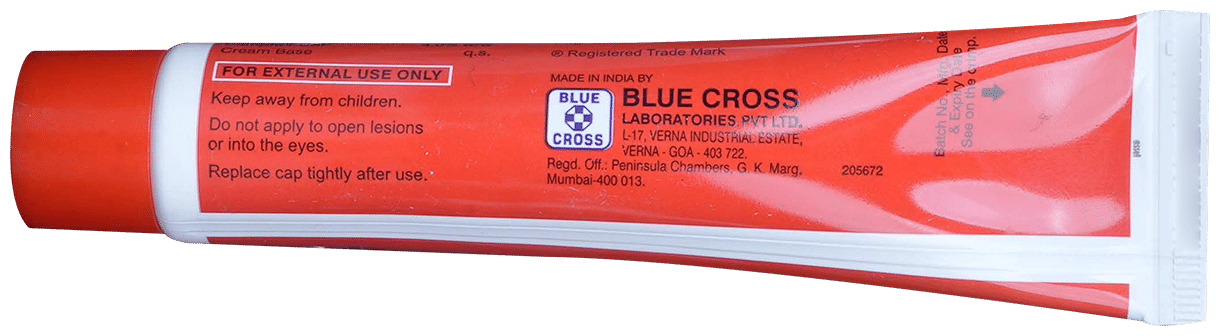 Cream Base q.s.
FOR EXTERNAL USE ONLY
Keep away from children.
Do not apply to open lesions
or into the eyes.
Replace cap tightly after use.
® Registered Trade Mark
MADE IN INDIA BY
BLUE
CROSS
BLUE CROSS
LABORATORIES PVT LTD.
L-17, VERNA INDUSTRIAL ESTATE,
VERNA - GOA - 403 722.
Regd. Off.: Peninsula Chambers, G. K. Marg,
Mumbai-400 013.
205672
Batch No., Mfg. Date
& Expiry Date
See on the crimp.